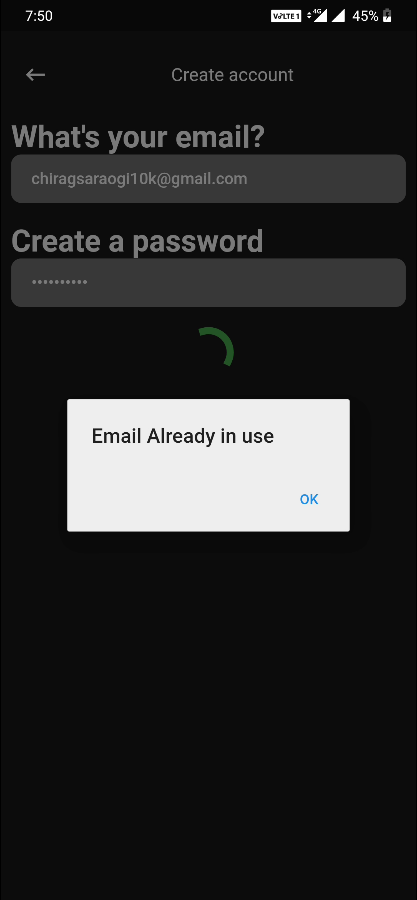 7:50
VoLTE 1 4G 45%
Create account
What's your email?
chiragsaraogi10k@gmail.com
Create a password
••••••••••
Email Already in use
OK